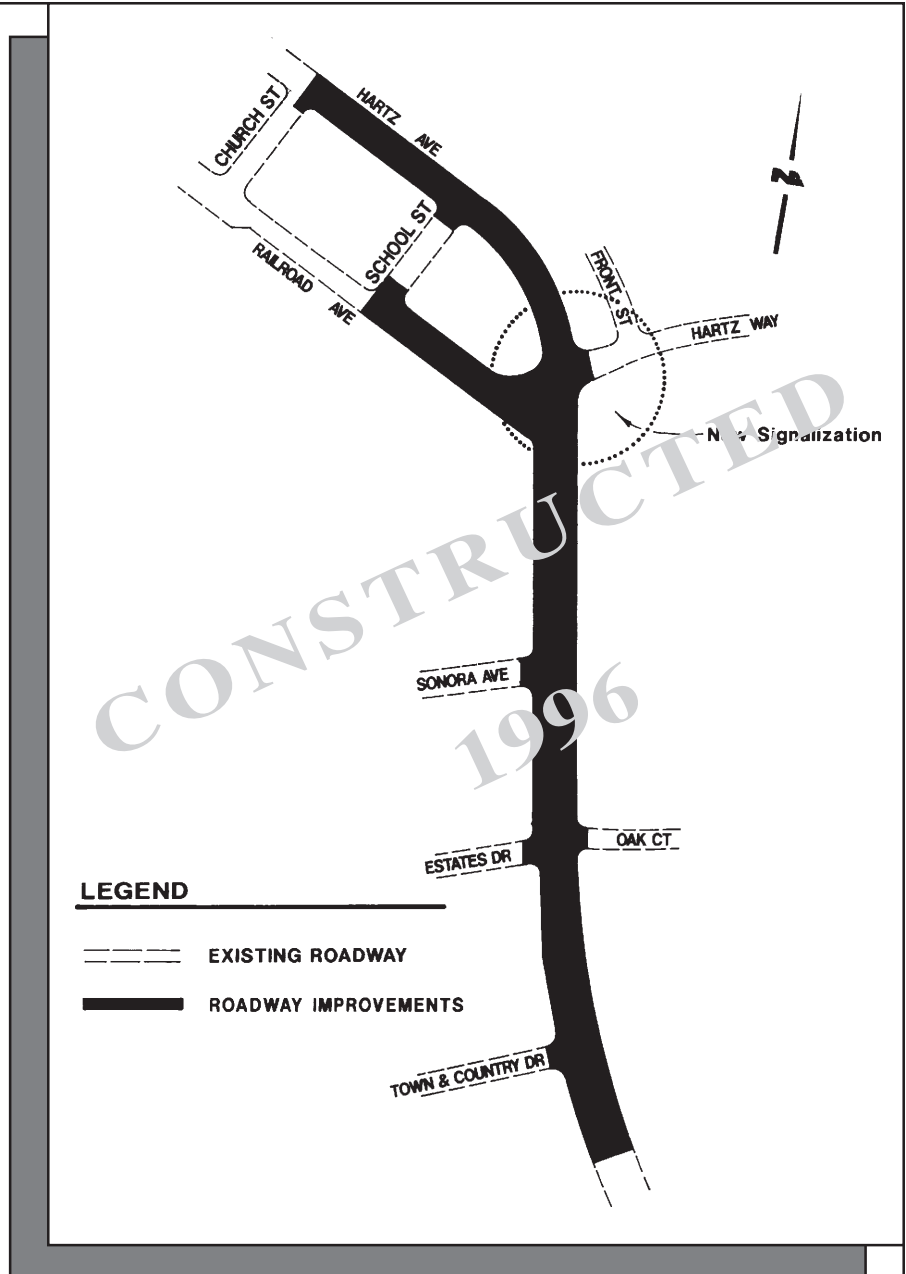 CHURCH ST
HARTZ AVE
N
SCHOOL ST
RAILROAD AVE
FRONT ST
HARTZ WAY
New Signalization
CONSTRUCTED
1996
SONORA AVE
OAK CT
ESTATES DR
LEGEND
EXISTING ROADWAY
ROADWAY IMPROVEMENTS
TOWN & COUNTRY DR